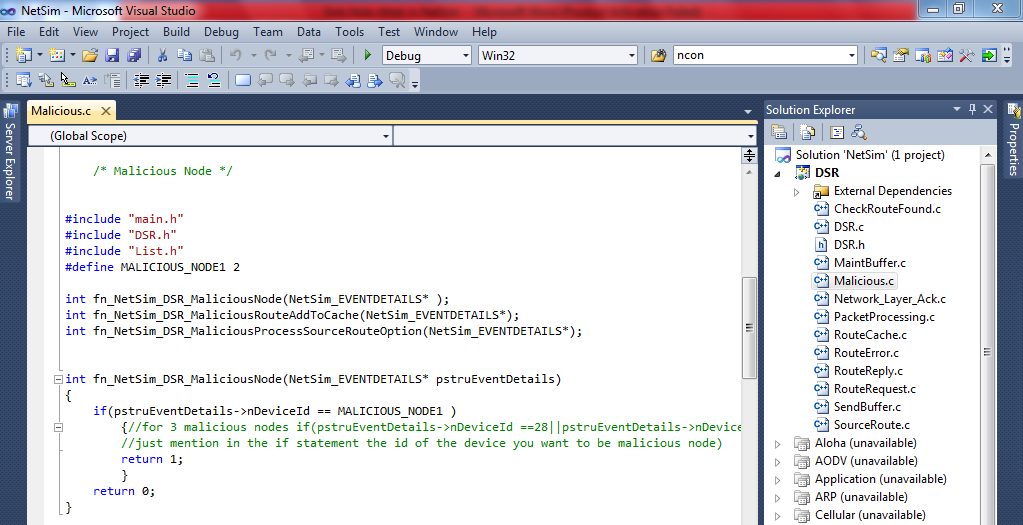 NetSim - Microsoft Visual Studio
File Edit View Project Build Debug Team Data Tools Test Window Help
Debug Win32 ncon
Server Explorer
Malicious.c
(Global Scope)
/* Malicious Node */
#include "main.h"
#include "DSR.h"
#include "List.h"
#define MALICIOUS_NODE1 2
int fn_NetSim_DSR_MaliciousNode(NetSim_EVENTDETAILS* );
int fn_NetSim_DSR_MaliciousRouteAddToCache(NetSim_EVENTDETAILS*);
int fn_NetSim_DSR_MaliciousProcessSourceRouteOption(NetSim_EVENTDETAILS*);
int fn_NetSim_DSR_MaliciousNode(NetSim_EVENTDETAILS* pstruEventDetails)
{
if(pstruEventDetails->nDeviceId == MALICIOUS_NODE1 )
{//for 3 malicious nodes if(pstruEventDetails->nDeviceId ==28||pstruEventDetails->nDevice
//just mention in the if statement the id of the device you want to be malicious node)
return 1;
}
return 0;
}
Solution Explorer
Solution 'NetSim' (1 project)
DSR
External Dependencies
CheckRouteFound.c
DSR.c
DSR.h
MaintBuffer.c
Malicious.c
Network_Layer_Ack.c
PacketProcessing.c
RouteCache.c
RouteError.c
RouteReply.c
RouteRequest.c
SendBuffer.c
SourceRoute.c
Aloha (unavailable)
AODV (unavailable)
Application (unavailable)
ARP (unavailable)
Cellular (unavailable)
Properties